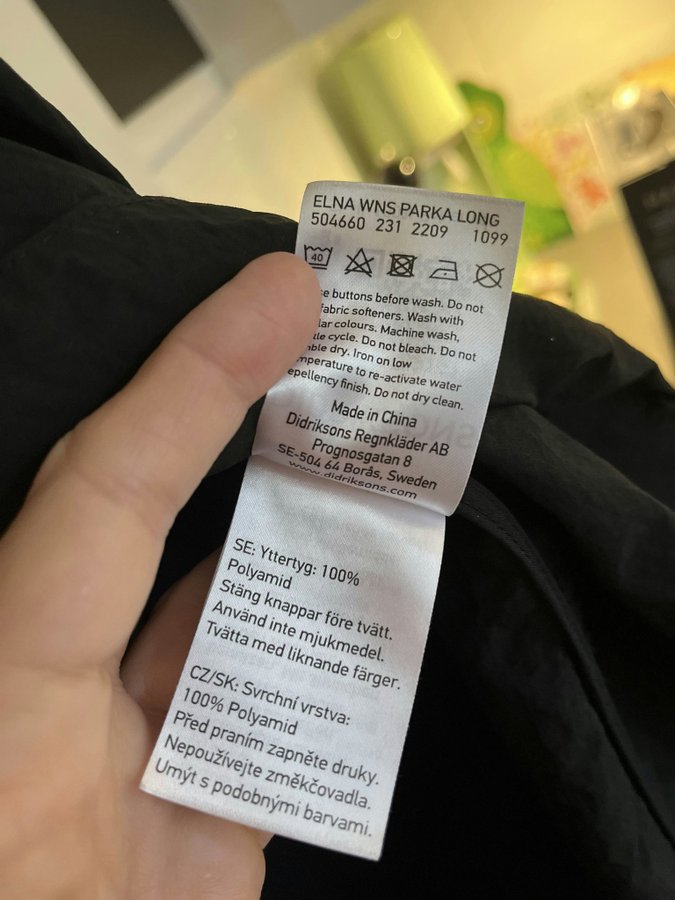 ELNA WNS PARKA LONG
504660 231 2209 1099
40
buttons before wash. Do not
fabric softeners. Wash with
colours. Machine wash,
cycle. Do not bleach. Do not
dry. Iron on low
to re-activate water
finish. Do not dry clean.
Made in China
Didriksons Regnkläder AB
Prognosgatan 8
SE-504 64 Borås, Sweden
www.didriksons.com
SE: Yttertyg: 100%
Polyamid
Stäng knappar före tvätt.
Använd inte mjukmedel.
Tvätta med liknande färger.
CZ/SK: Svrchní vrstva:
100% Polyamid
Před praním zapněte druky.
Nepoužívejte změkčovadla.
Umýt s podobnými barvami.